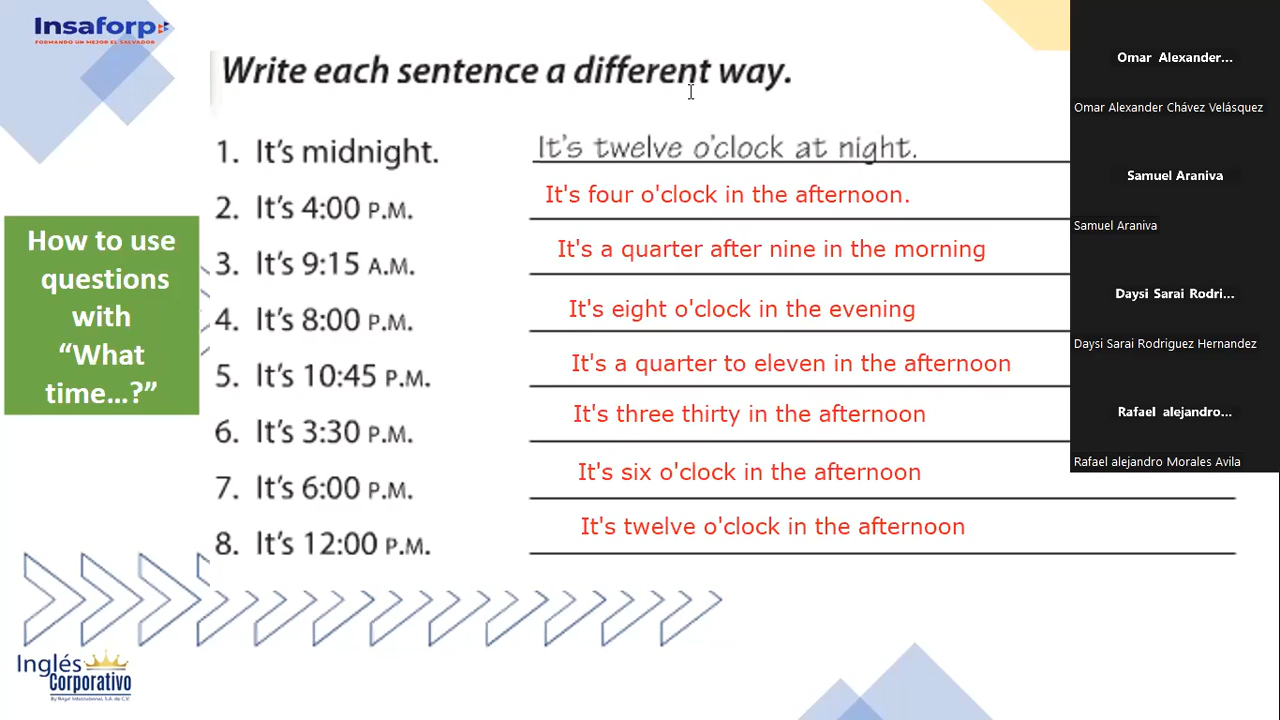 Insaforp
FORMANDO UN MEJOR EL SALVADOR
Write each sentence a different way.
1. It's midnight. It's twelve o'clock at night.
2. It's 4:00 P.M. It's four o'clock in the afternoon.
3. It's 9:15 A.M. It's a quarter after nine in the morning
4. It's 8:00 P.M. It's eight o'clock in the evening
5. It's 10:45 P.M. It's a quarter to eleven in the afternoon
6. It's 3:30 P.M. It's three thirty in the afternoon
7. It's 6:00 P.M. It's six o'clock in the afternoon
8. It's 12:00 P.M. It's twelve o'clock in the afternoon
How to use
questions
with
“What
time...?”
Omar Alexander...
Omar Alexander Chávez Velásquez
Samuel Araniva
Samuel Araniva
Daysi Sarai Rodri...
Daysi Sarai Rodriguez Hernandez
Rafael alejandro...
Rafael alejandro Morales Avila
Inglés
Corporativo